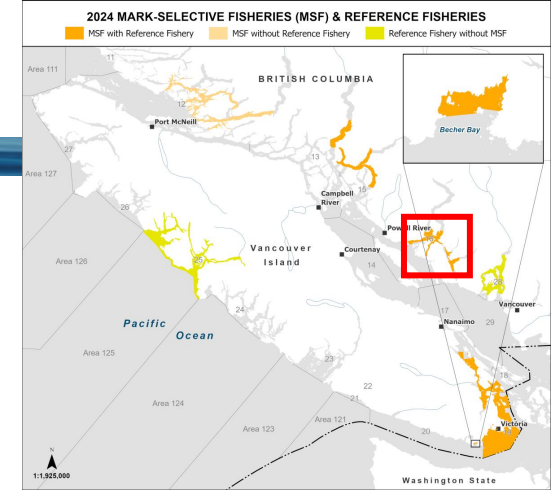 2024 MARK-SELECTIVE FISHERIES (MSF) & REFERENCE FISHERIES
MSF with Reference Fishery
MSF without Reference Fishery
Reference Fishery without MSF
Area 111
11
BRITISH COLUMBIA
12
Port McNeill
Becher Bay
27
13
Area 127
15
Campbell
River
26
Powell River
16
Vancouver
Island
Courtenay
14
Area 126
25
28
24
Vancouver
17
Nanaimo
29
Pacific
Ocean
Area 125
23
18
22
21
Area 124
Area 121
Area 123
20
Victoria
N
1:1,925,000
Washington State